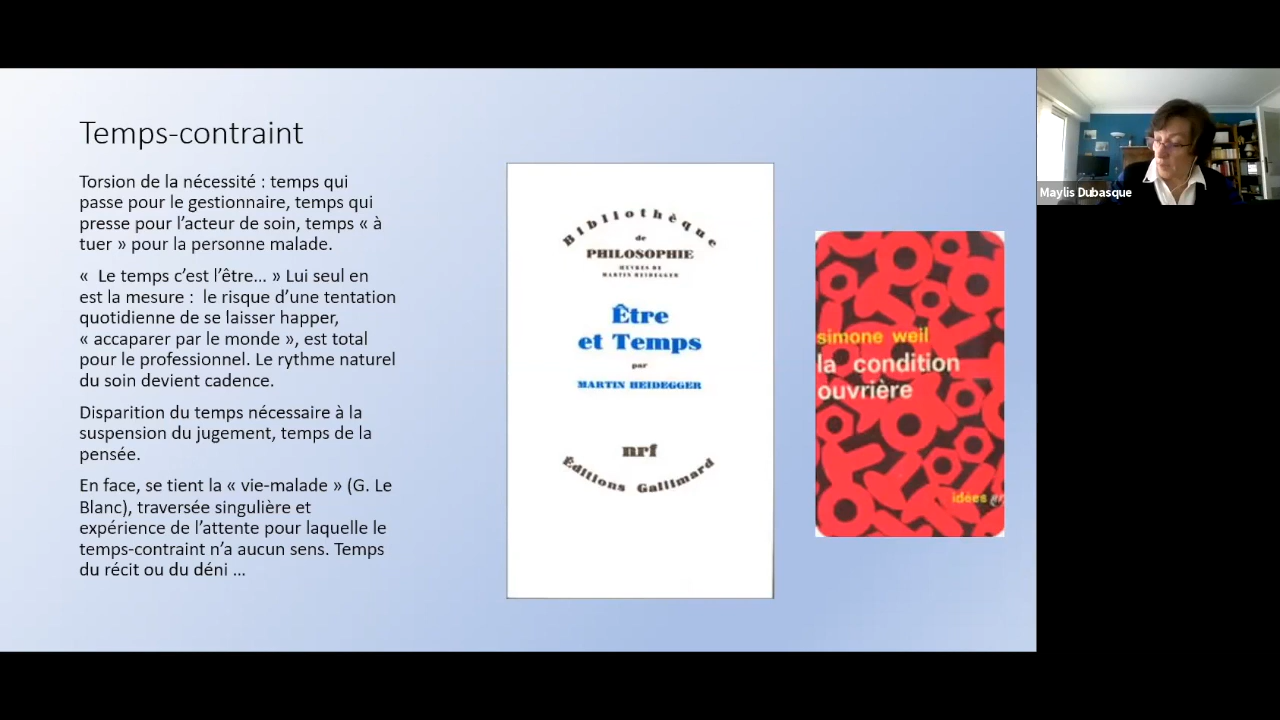 Temps-contraint
Torsion de la nécessité : temps qui
passe pour le gestionnaire, temps qui
presse pour l'acteur de soin, temps « à
tuer » pour la personne malade.
«  Le temps c'est l'être… » Lui seul en
est la mesure :  le risque d'une tentation
quotidienne de se laisser happer,
« accaparer par le monde », est total
pour le professionnel. Le rythme naturel
du soin devient cadence.
Disparition du temps nécessaire à la
suspension du jugement, temps de la
pensée.
En face, se tient la « vie-malade » (G. Le
Blanc), traversée singulière et
expérience de l'attente pour laquelle le
temps-contraint n'a aucun sens. Temps
du récit ou du déni …
Bibliothèque
de
PHILOSOPHIE
ŒUVRES DE
MARTIN HEIDEGGER
Être
et Temps
par
MARTIN HEIDEGGER
nrf
Éditions Gallimard
simone weil
la condition
ouvrière
idées
Maylis Dubasque